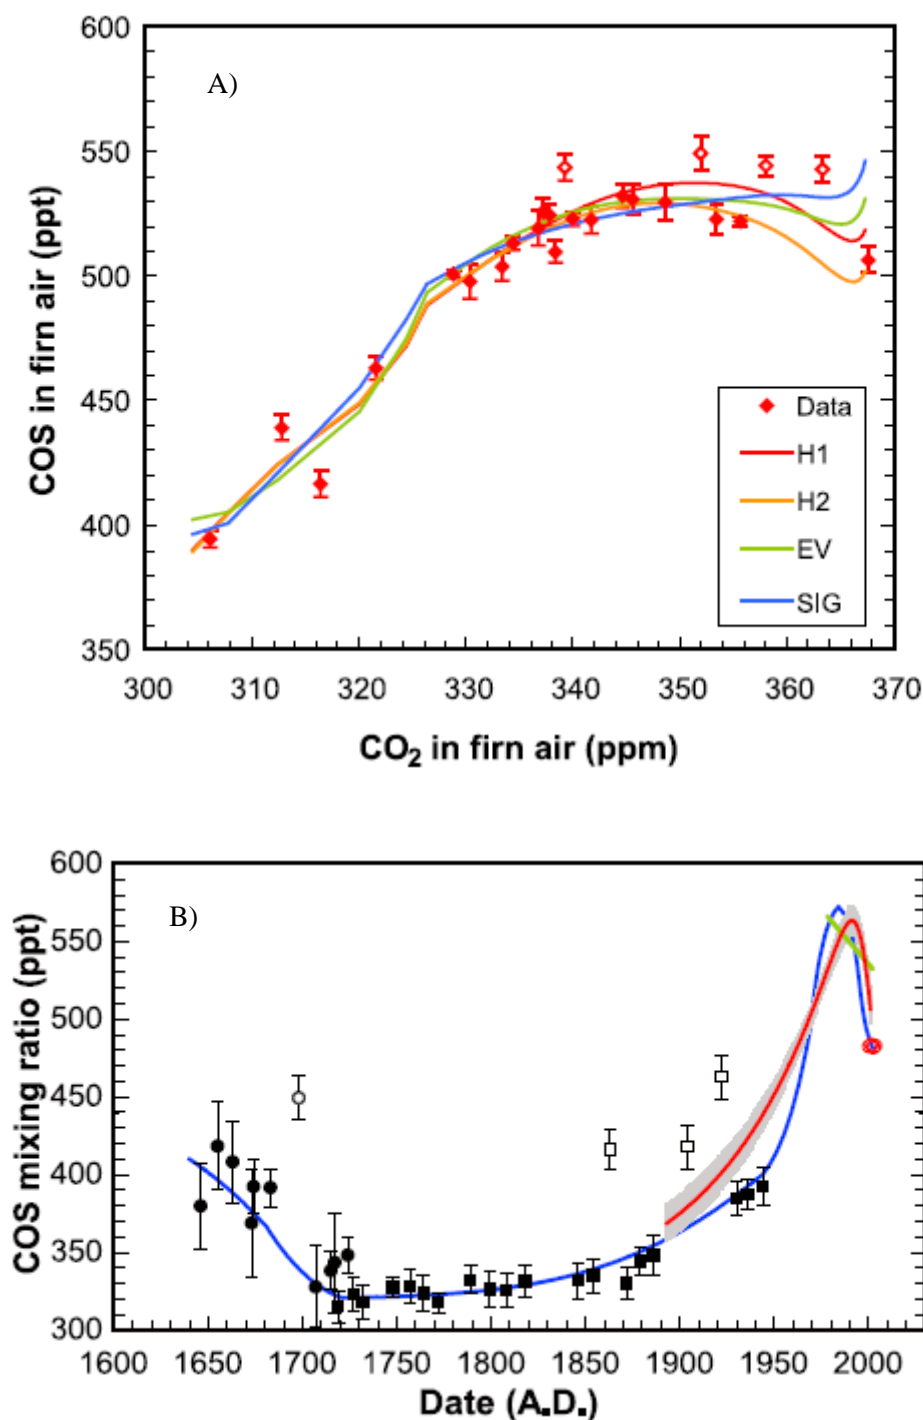 A)
600
550
500
450
400
350
COS in firn air (ppt)
Data
H1
H2
EV
SIG
300 310 320 330 340 350 360 370
CO₂ in firn air (ppm)
B)
600
550
500
450
400
350
300
COS mixing ratio (ppt)
1600 1650 1700 1750 1800 1850 1900 1950 2000
Date (A.D.)